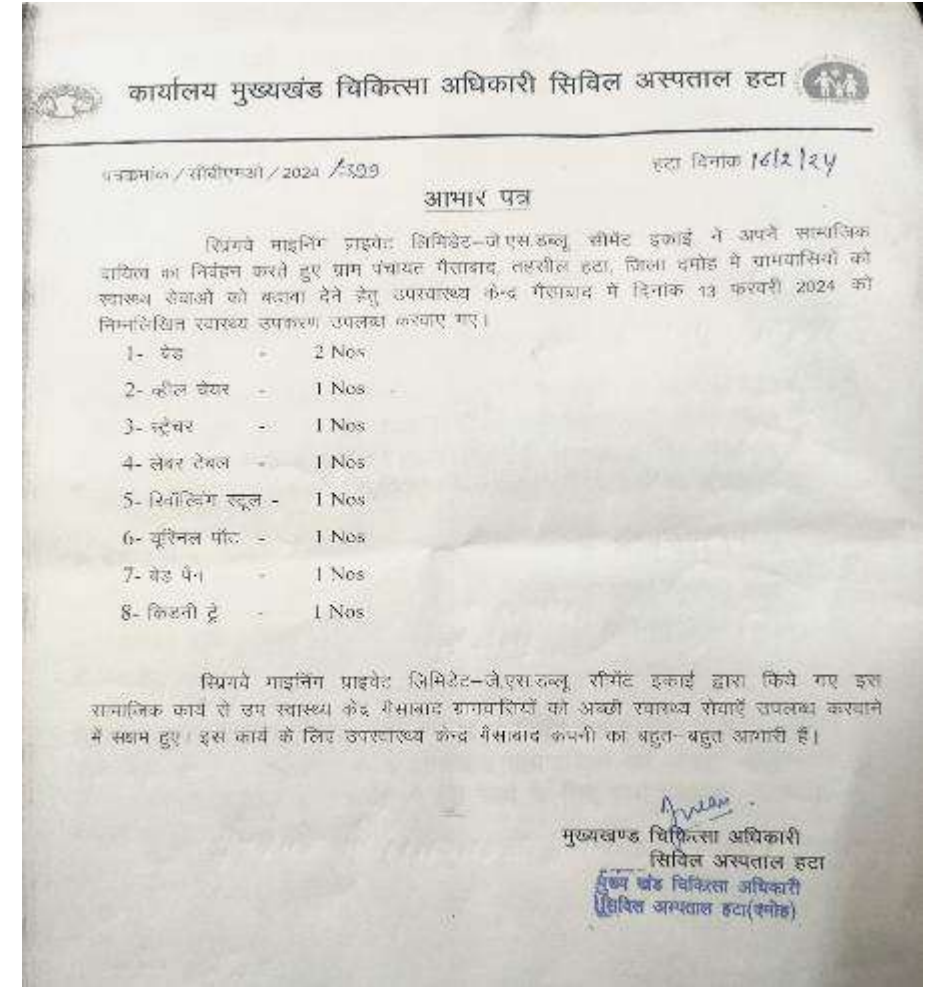 कार्यालय मुख्यखंड चिकित्सा अधिकारी सिविल अस्पताल हटा
पत्रक्रमांक / सीबीएमओ / 2024 /399 हटा दिनांक 16/2/24
आभार पत्र
स्प्रिंगवे माइनिंग प्राइवेट लिमिडेट–जे.एस.डब्लू सीमेंट इकाई ने अपने सामाजिक
दायित्व का निर्वहन करते हुए ग्राम पंचायत गैसाबाद, तहसील हटा, जिला दमोह मे ग्रामवासियों को
स्वास्थ्य सेवाओं को बढावा देने हेतु उपस्वास्थ्य केन्द्र गैसाबाद मे दिनांक 13 फरवरी 2024 को
निम्नलिखित स्वास्थ्य उपकरण उपलब्ध करवाए गए।
1- बेड - 2 Nos
2- व्हील चेयर - 1 Nos
3- स्ट्रेचर - 1 Nos
4- लेबर टेबल - 1 Nos
5- रिवॉल्विंग स्टूल - 1 Nos
6- यूरिनल पॉट - 1 Nos
7- बेड पैन - 1 Nos
8- किडनी ट्रे - 1 Nos
स्प्रिगवे माइनिंग प्राइवेट लिमिडेट–जे.एस.डब्लू सीमेंट इकाई द्वारा किये गए इस
सामाजिक कार्य से उप स्वास्थ्य केंद्र गैसाबाद ग्रामवासियों को अच्छी स्वास्थ्य सेवाऐं उपलब्ध करवाने
में सक्षम हुए। इस कार्य के लिए उपस्वास्थ्य केन्द्र गैसाबाद कंपनी का बहुत–बहुत आभारी हैं।
मुख्यखण्ड चिकित्सा अधिकारी
सिविल अस्पताल हटा
मुख्य खंड चिकित्सा अधिकारी
सिविल अस्पताल हटा(दमोह)